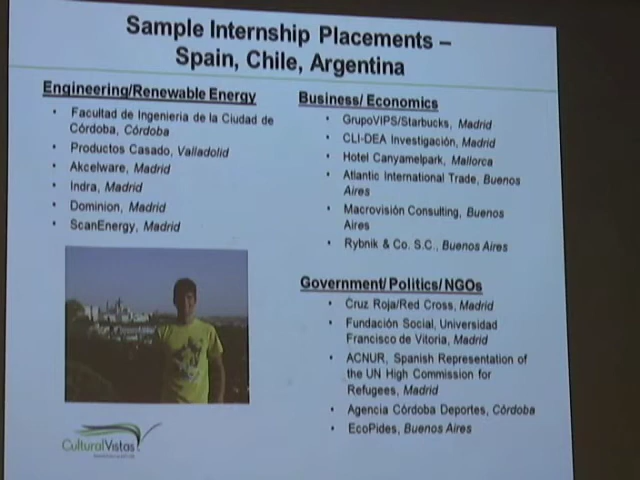 Sample Internship Placements –
Spain, Chile, Argentina
Engineering/Renewable Energy
• Facultad de Ingenieria de la Ciudad de
Córdoba, Córdoba
• Productos Casado, Valladolid
• Akcelware, Madrid
• Indra, Madrid
• Dominion, Madrid
• ScanEnergy, Madrid
Business/ Economics
• GrupoVIPS/Starbucks, Madrid
• CLI-DEA Investigación, Madrid
• Hotel Canyamelpark, Mallorca
• Atlantic International Trade, Buenos
Aires
• Macrovisión Consulting, Buenos
Aires
• Rybnik & Co. S.C., Buenos Aires
Government/ Politics/ NGOs
• Cruz Roja/Red Cross, Madrid
• Fundación Social, Universidad
Francisco de Vitoria, Madrid
• ACNUR, Spanish Representation of
the UN High Commission for
Refugees, Madrid
• Agencia Córdoba Deportes, Córdoba
• EcoPides, Buenos Aires
CulturalVistas